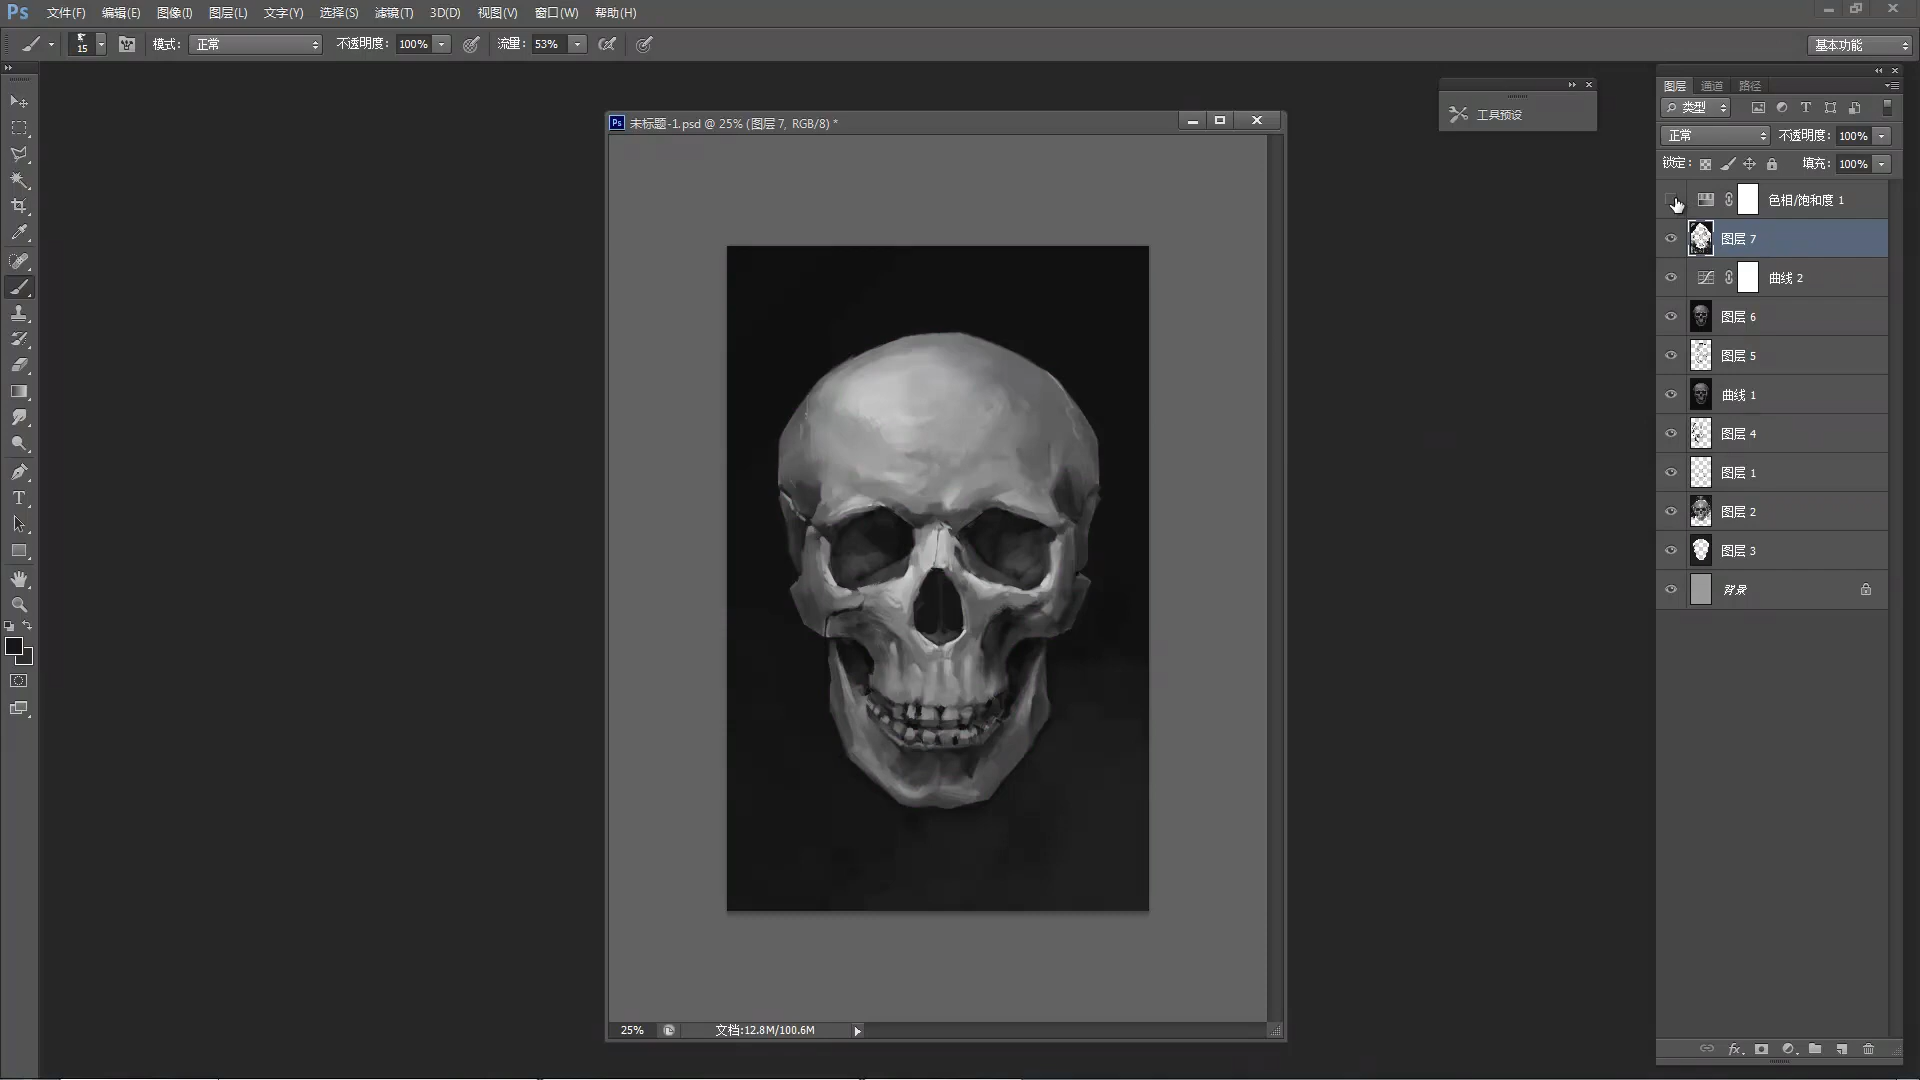 Ps 文件(F) 编辑(E) 图像(I) 图层(L) 文字(Y) 选择(S) 滤镜(T) 3D(D) 视图(V) 窗口(W) 帮助(H)
15 模式: 正常 不透明度: 100% 流量: 53% 基本功能
图层 通道 路径
类型
正常 不透明度: 100%
锁定: 填充: 100%
工具预设
Ps 未标题-1.psd @ 25% (图层 7, RGB/8) *
色相/饱和度 1
图层 7
曲线 2
图层 6
图层 5
曲线 1
图层 4
图层 1
图层 2
图层 3
背景
25% 文档:12.8M/100.6M